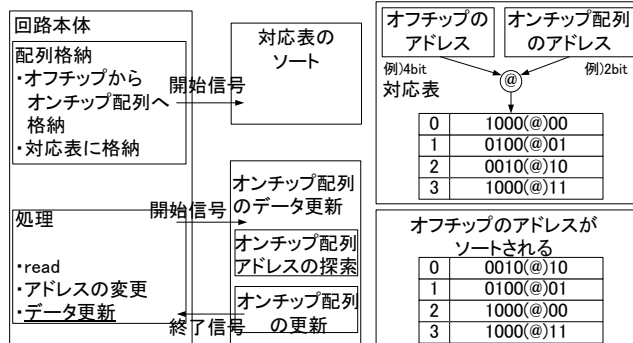 回路本体
配列格納
・オフチップから
オンチップ配列へ
格納
・対応表に格納
開始信号
対応表の
ソート
処理
・read
・アドレスの変更
・データ更新
開始信号
終了信号
オンチップ配列
のデータ更新
オンチップ配列
アドレスの探索
オンチップ配列
の更新
オフチップの
アドレス
オンチップ配列
のアドレス
例)4bit
例)2bit
@
対応表
0 1000(@)00
1 0100(@)01
2 0010(@)10
3 1000(@)11
オフチップのアドレスが
ソートされる
0 0010(@)10
1 0100(@)01
2 1000(@)00
3 1000(@)11